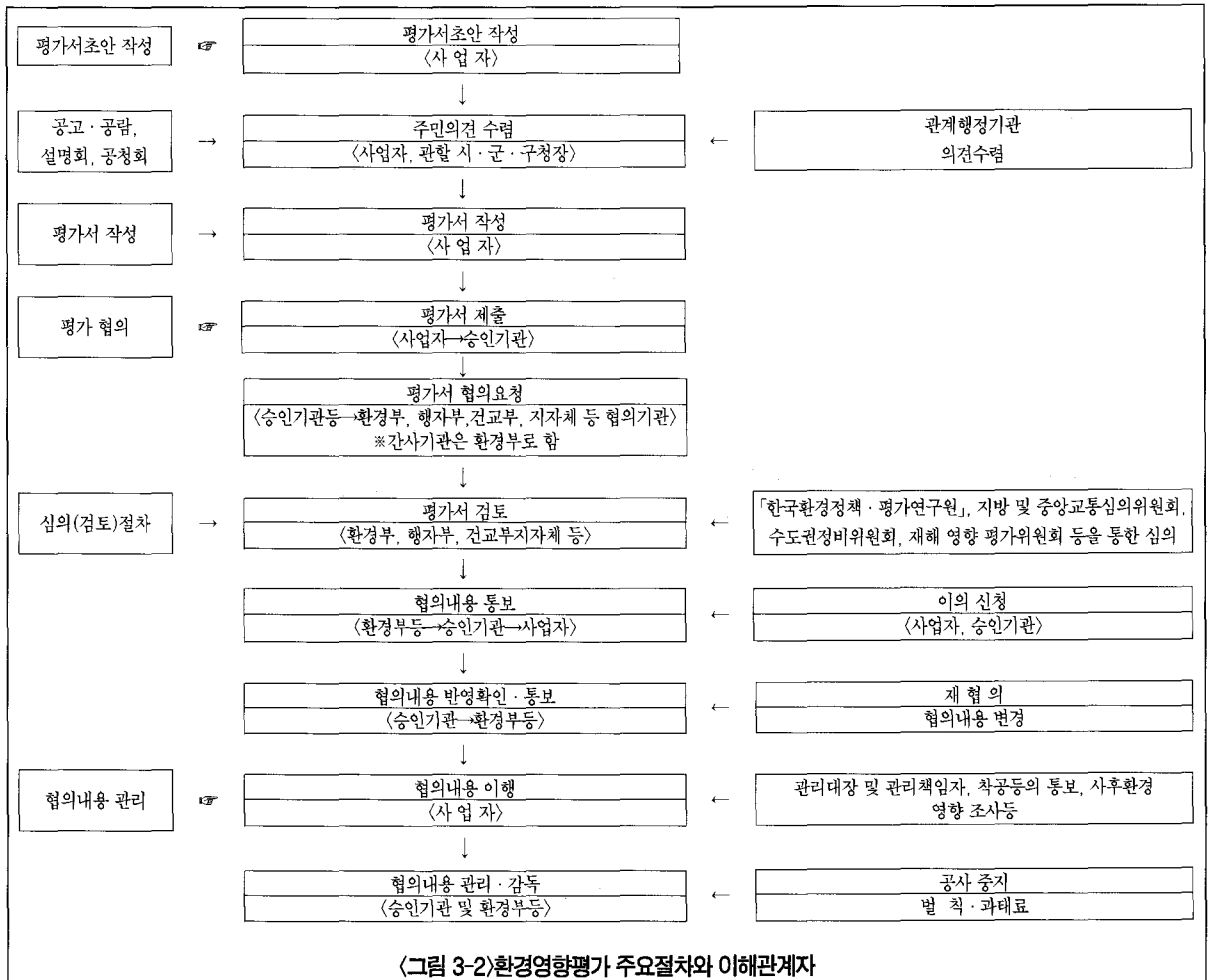 평가서초안 작성 ☞ 평가서초안 작성
〈사 업 자〉
↓
공고 · 공람,
설명회, 공청회
→
주민의견 수렴
〈사업자, 관할 시 · 군 · 구청장〉
←
관계행정기관
의견수렴
↓
평가서 작성 → 평가서 작성
〈사 업 자〉
↓
평가 협의 ☞ 평가서 제출
〈사업자→승인기관〉
↓
평가서 협의요청
〈승인기관등→환경부, 행자부,건교부, 지자체 등 협의기관〉
※간사기관은 환경부로 함
↓
심의(검토)절차 → 평가서 검토
〈환경부, 행자부, 건교부지자체 등〉
←
「한국환경정책 · 평가연구원」, 지방 및 중앙교통심의위원회,
수도권정비위원회, 재해 영향 평가위원회 등을 통한 심의
↓
협의내용 통보
〈환경부등→승인기관→사업자〉
←
이의 신청
〈사업자, 승인기관〉
↓
협의내용 반영확인 · 통보
〈승인기관→환경부등〉
←
재 협 의
협의내용 변경
↓
협의내용 관리 ☞ 협의내용 이행
〈사 업 자〉
←
관리대장 및 관리책임자, 착공등의 통보, 사후환경
영향 조사등
↓
협의내용 관리 · 감독
〈승인기관 및 환경부등〉
←
공사 중지
벌 칙 · 과태료
〈그림 3-2〉환경영향평가 주요절차와 이해관계자